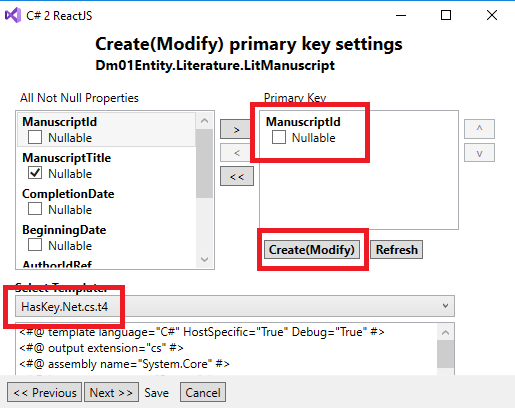 C# 2 ReactJS
Create(Modify) primary key settings
Dm01Entity.Literature.LitManuscript
All Not Null Properties
Primary Key
ManuscriptId
Nullable
ManuscriptTitle
Nullable
CompletionDate
Nullable
BeginningDate
Nullable
AuthorIdRef
>
<
<<
ManuscriptId
Nullable
^
v
Create(Modify)
Refresh
Select Template:
HasKey.Net.cs.t4
<#@ template language="C#" HostSpecific="True" Debug="True" #>
<#@ output extension="cs" #>
<#@ assembly name="System.Core" #>
<< Previous
Next >>
Save
Cancel